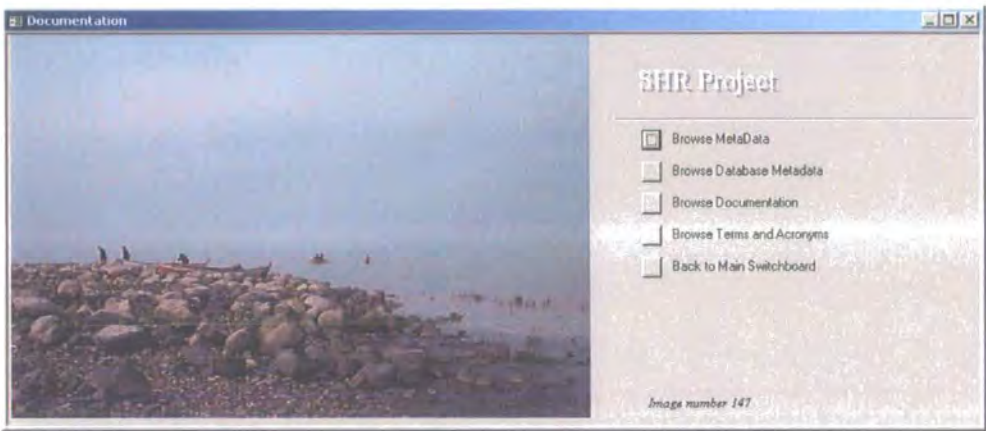 Documentation
SHR Project
Browse MetaData
Browse Database Metadata
Browse Documentation
Browse Terms and Acronyms
Back to Main Switchboard
Image number 147